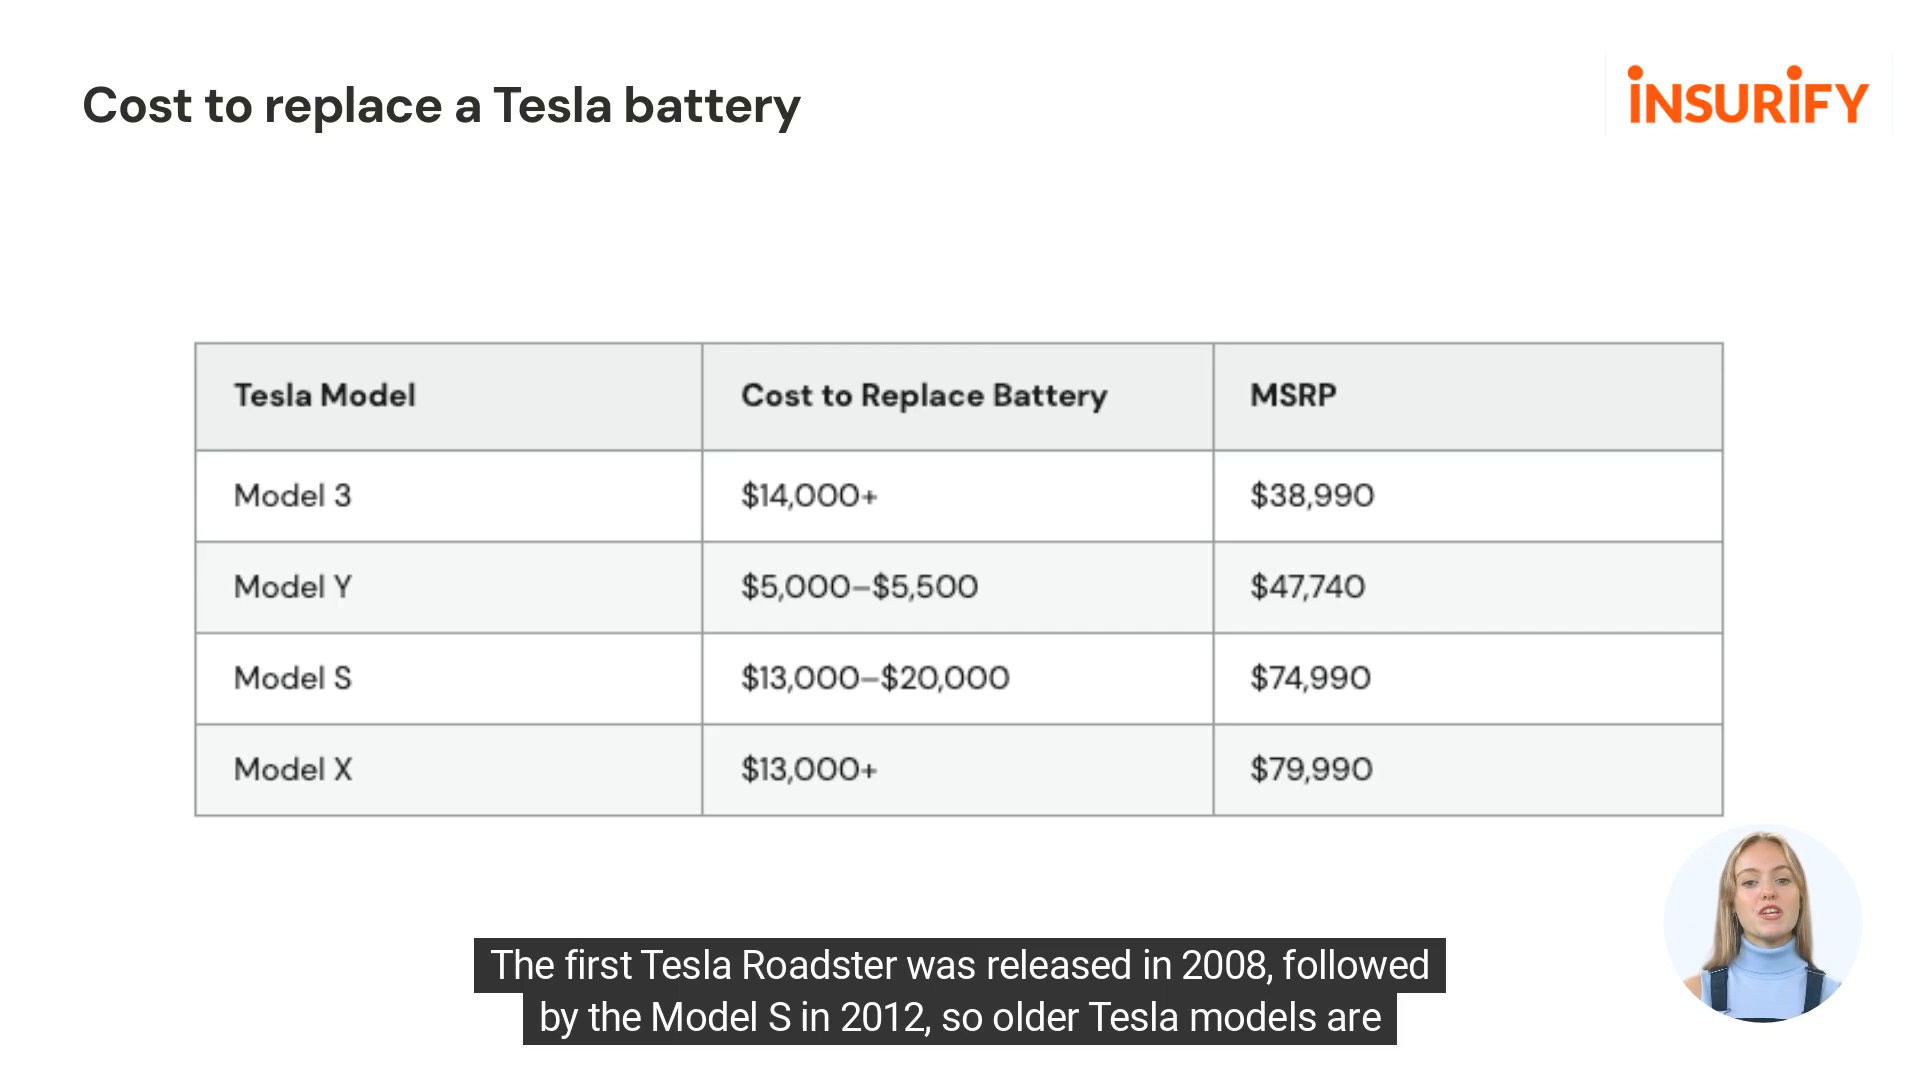 Cost to replace a Tesla battery
INSURIFY
Tesla Model Cost to Replace Battery MSRP
Model 3 $14,000+ $38,990
Model Y $5,000–$5,500 $47,740
Model S $13,000–$20,000 $74,990
Model X $13,000+ $79,990
The first Tesla Roadster was released in 2008, followed
by the Model S in 2012, so older Tesla models are